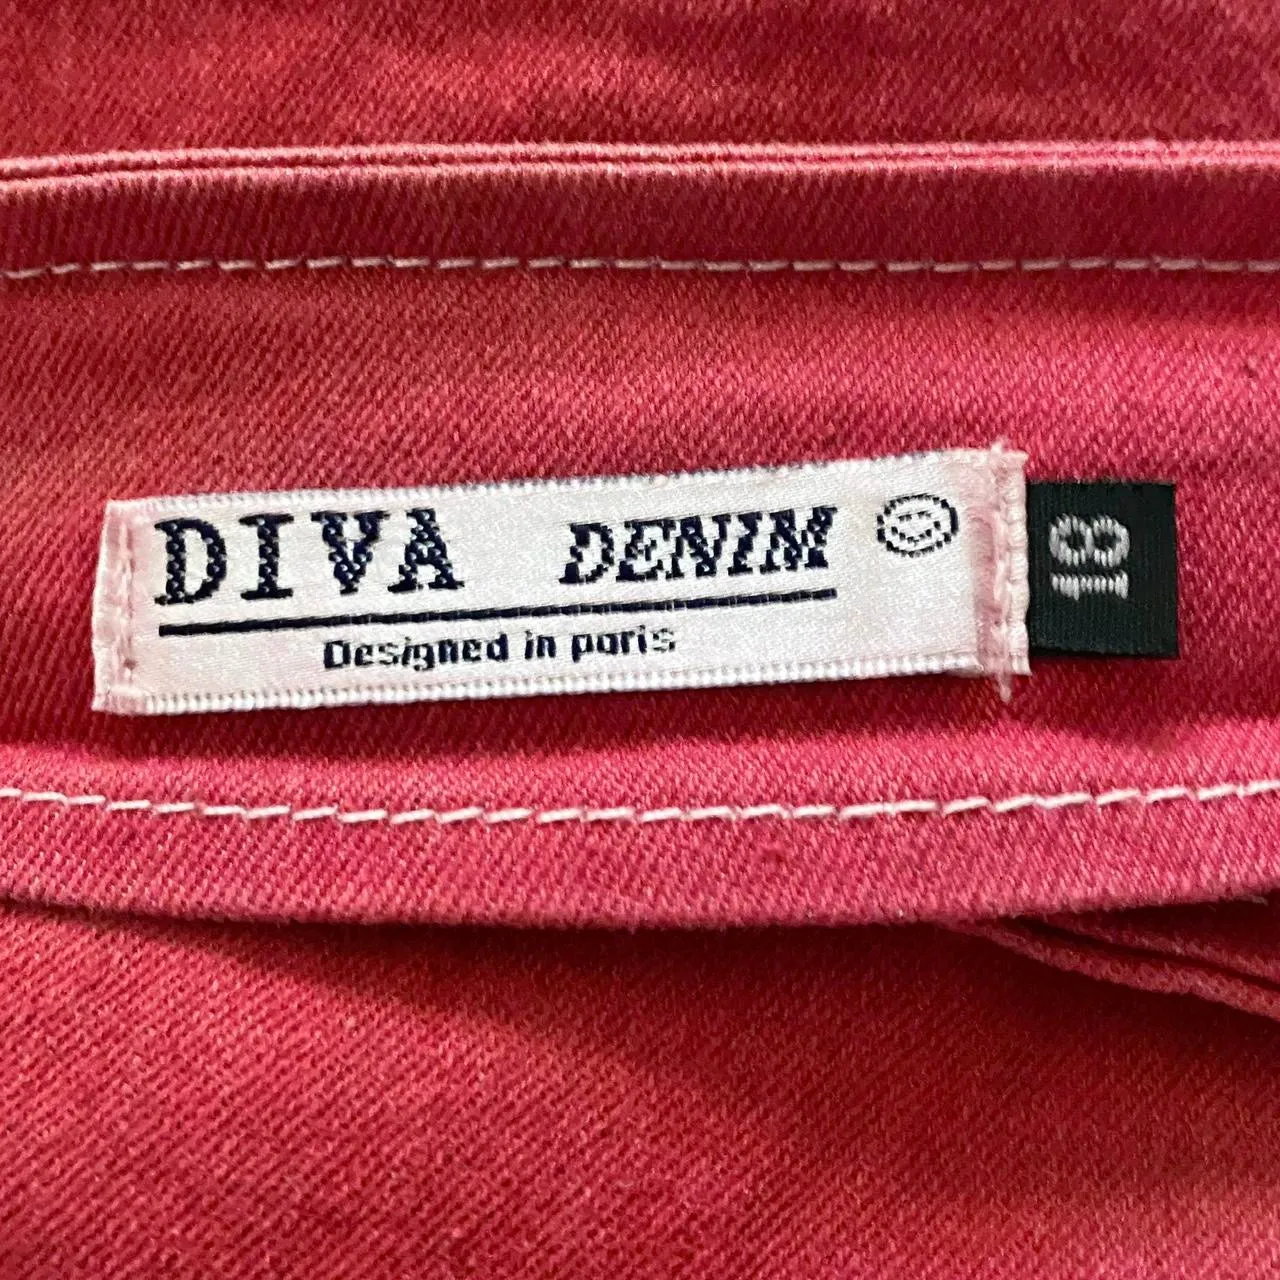 DIVA DENIM
Designed in paris
18